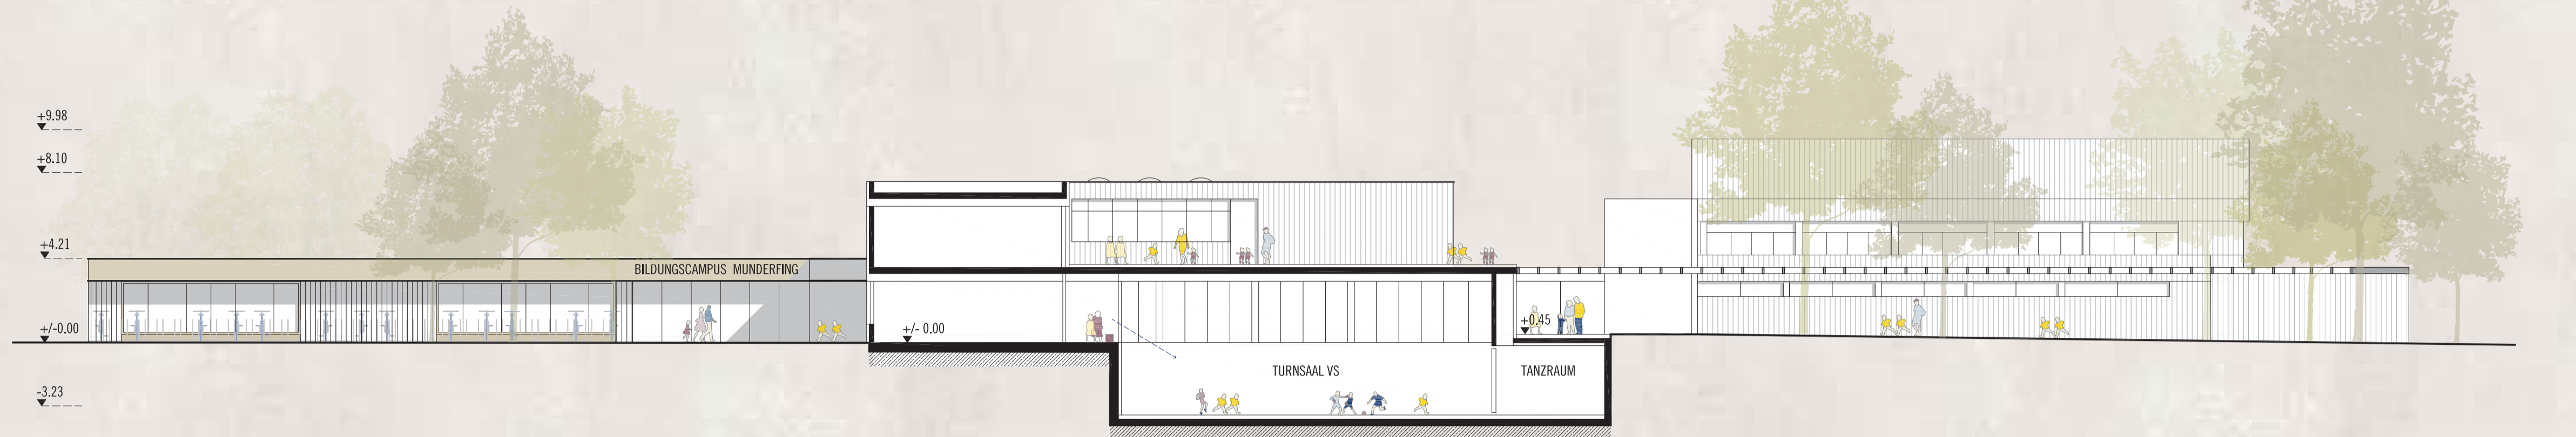 +9.98
+8.10
+4.21
BILDUNGSCAMPUS MUNDERFING
+/-0.00
+/- 0.00
+0.45
TURNSAAL VS
TANZRAUM
-3.23